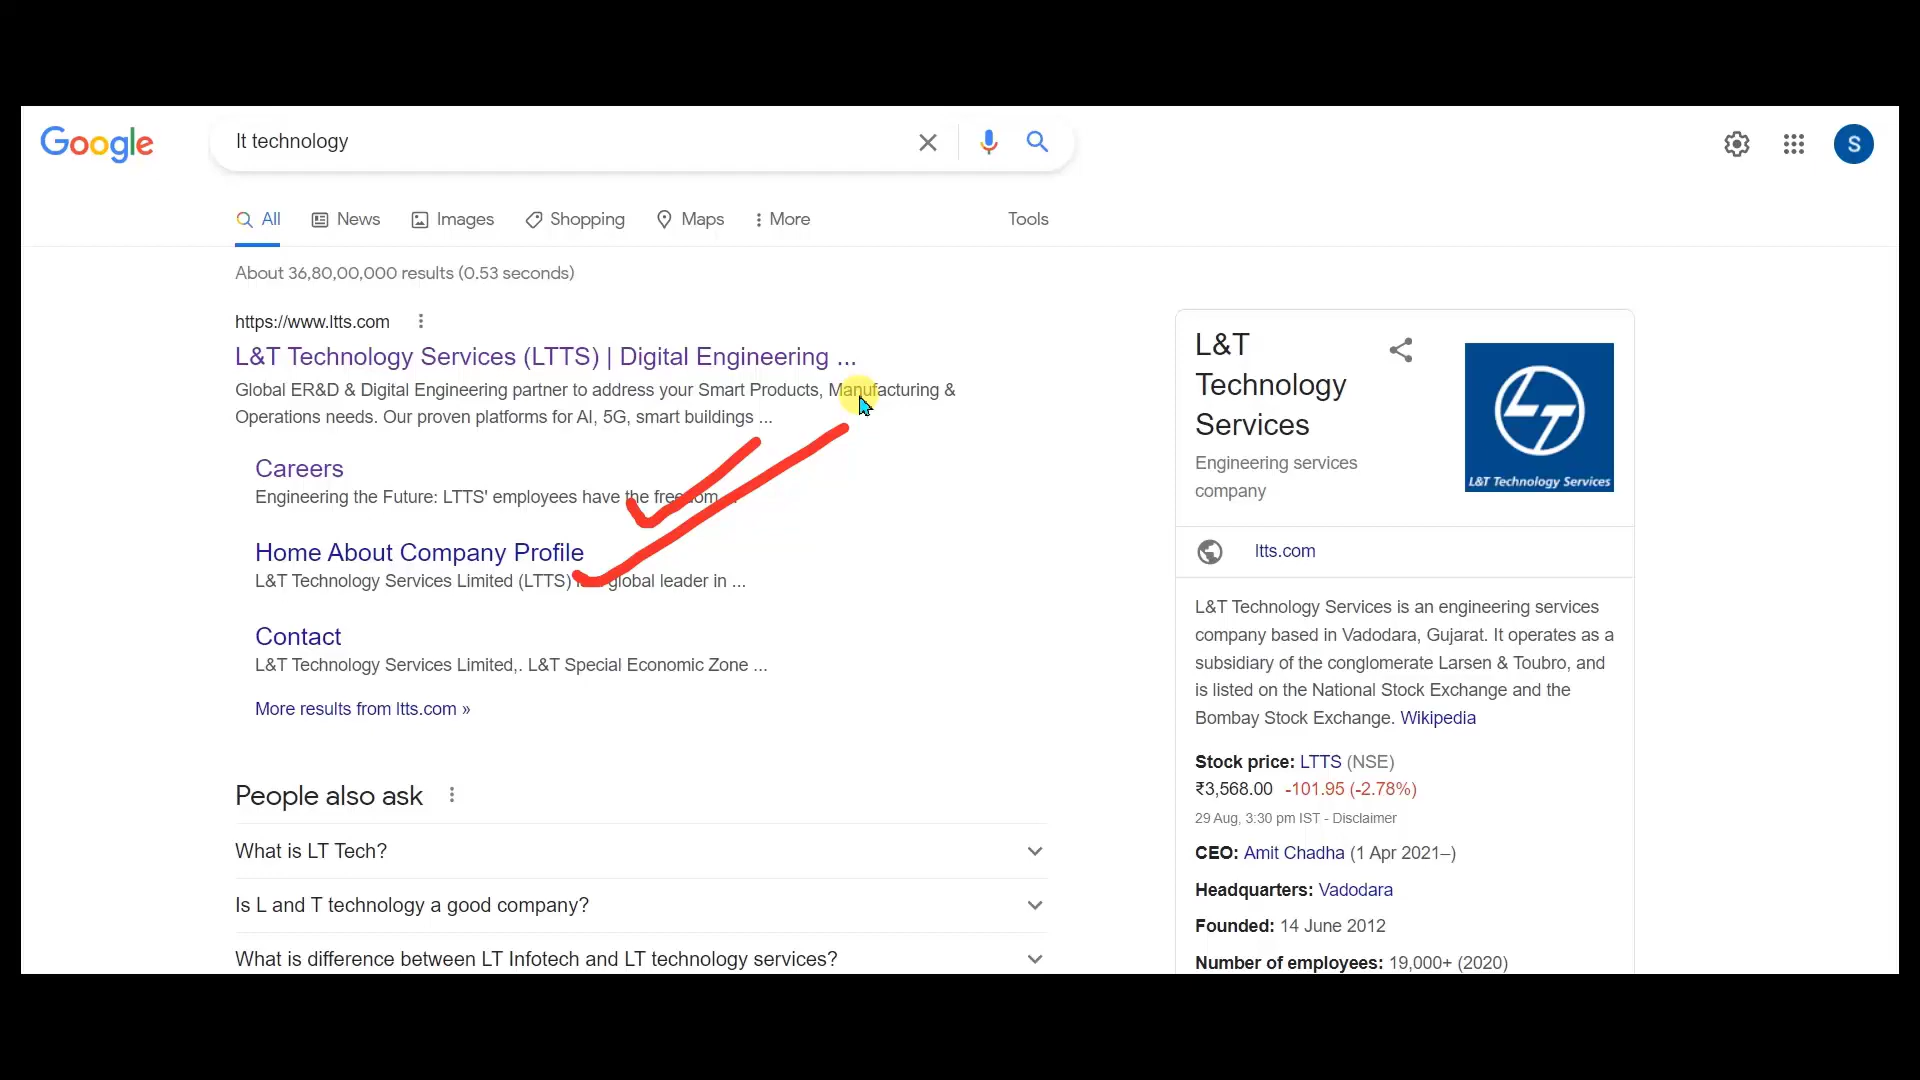 Google
lt technology
S
All
News
Images
Shopping
Maps
More
Tools
About 36,80,00,000 results (0.53 seconds)
https://www.ltts.com
L&T Technology Services (LTTS) | Digital Engineering ...
Global ER&D & Digital Engineering partner to address your Smart Products, Manufacturing &
Operations needs. Our proven platforms for AI, 5G, smart buildings ...
Careers
Engineering the Future: LTTS' employees have the freedom ...
Home About Company Profile
L&T Technology Services Limited (LTTS) global leader in ...
Contact
L&T Technology Services Limited,. L&T Special Economic Zone ...
More results from ltts.com »
People also ask
What is LT Tech?
Is L and T technology a good company?
What is difference between LT Infotech and LT technology services?
L&T
Technology
Services
Engineering services
company
LT
L&T Technology Services
ltts.com
L&T Technology Services is an engineering services
company based in Vadodara, Gujarat. It operates as a
subsidiary of the conglomerate Larsen & Toubro, and
is listed on the National Stock Exchange and the
Bombay Stock Exchange. Wikipedia
Stock price: LTTS (NSE)
₹3,568.00 -101.95 (-2.78%)
29 Aug, 3:30 pm IST - Disclaimer
CEO: Amit Chadha (1 Apr 2021–)
Headquarters: Vadodara
Founded: 14 June 2012
Number of employees: 19,000+ (2020)